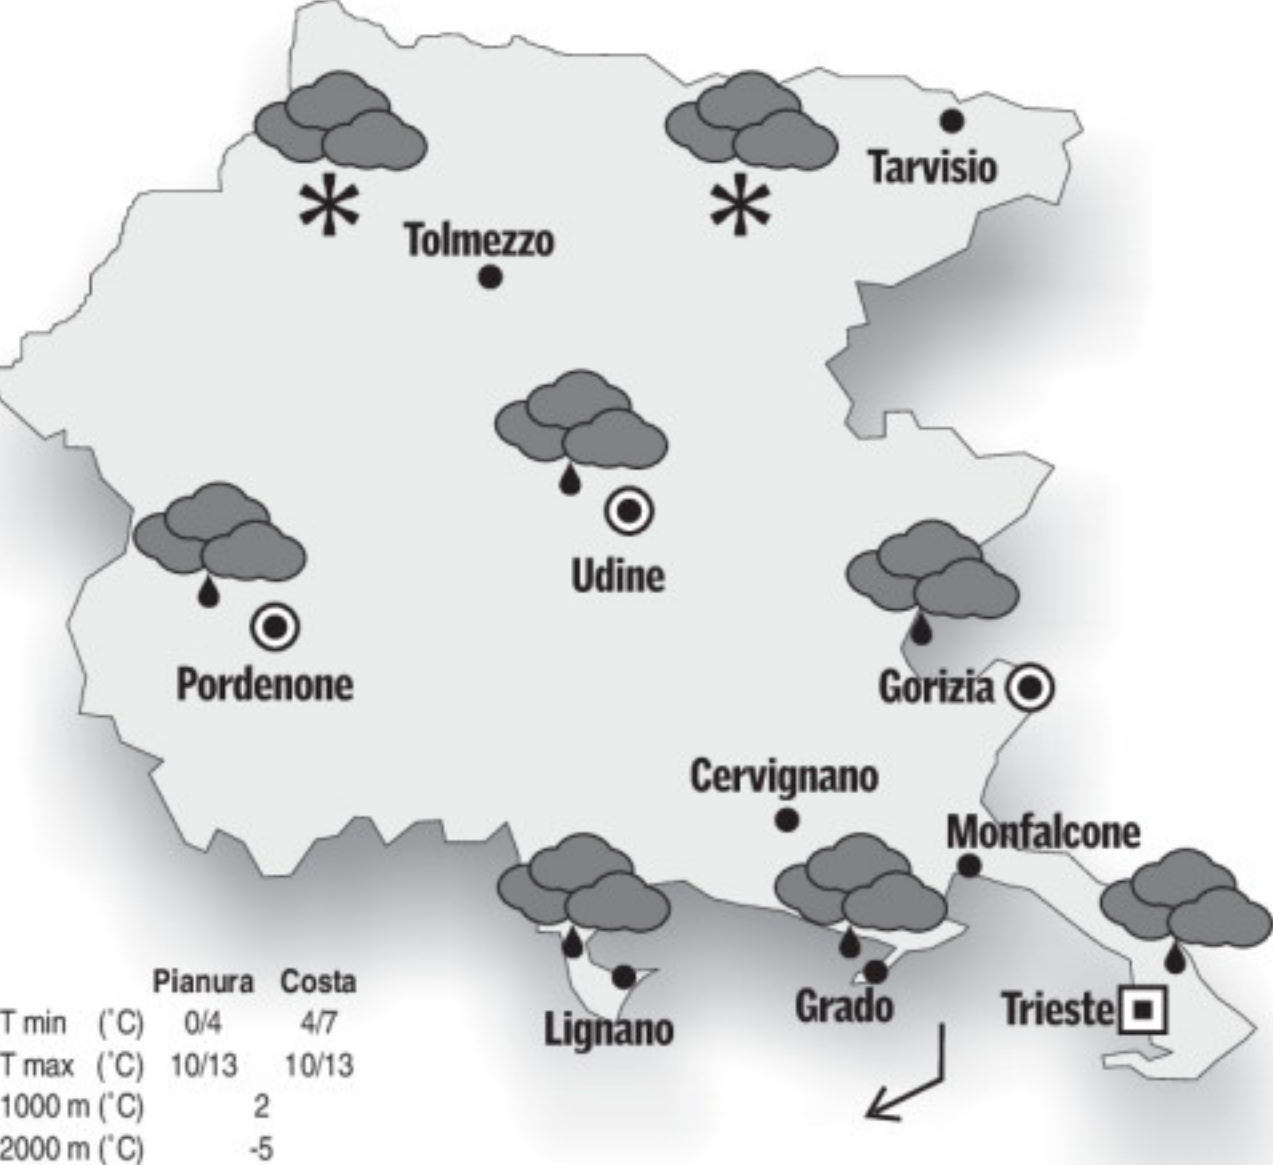 Tarvisio
Tolmezzo
Udine
Pordenone
Gorizia
Cervignano
Monfalcone
Grado
Trieste
Lignano
Pianura Costa
T min (°C) 0/4 4/7
T max (°C) 10/13 10/13
1000 m (°C) 2
2000 m (°C) -5